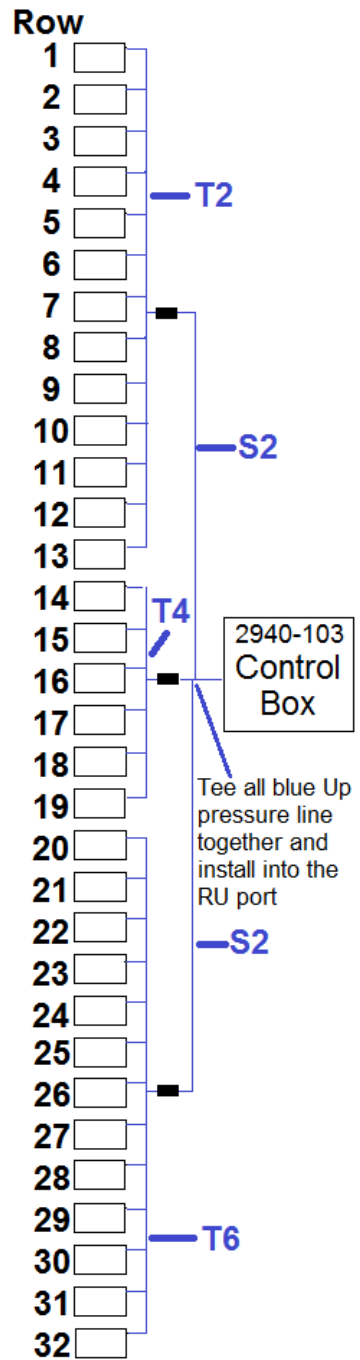 Row
1
2
3
4
T2
5
6
7
8
9
10
S2
11
12
13
14
T4
15
2940-103
Control
Box
16
17
18
19
Tee all blue Up
pressure line
together and
install into the
RU port
20
21
22
S2
23
24
25
26
27
28
29
T6
30
31
32